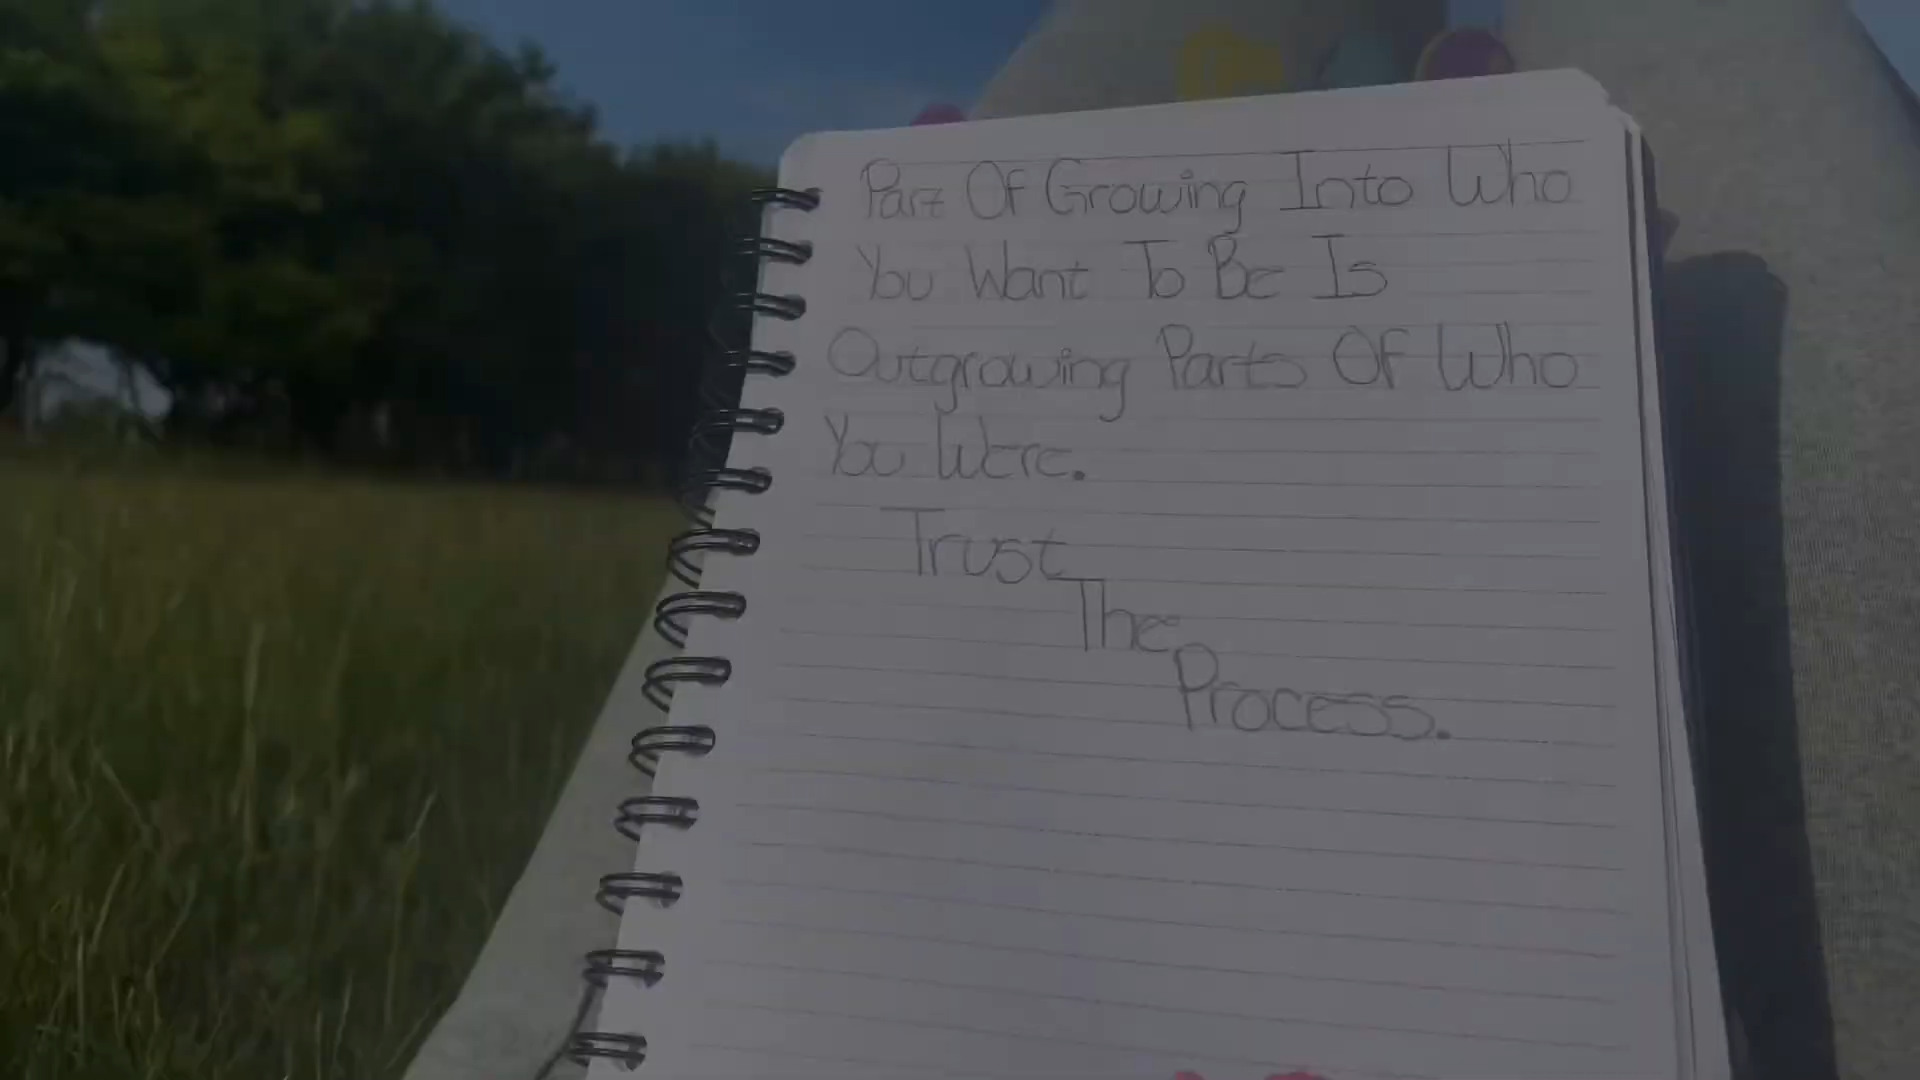 Part Of Growing Into Who
You Want To Be Is
Outgrowing Parts Of Who
You Were.
Trust
The
Process.